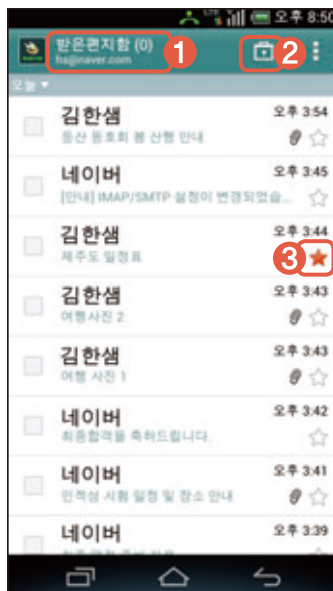 LTE 오후 8:50
받은편지함 (0)
hs@naver.com
1
2
오늘
김한샘
오후 3:54
등산 동호회 봄 산행 안내
네이버
오후 3:45
[안내] IMAP/SMTP 설정이 변경되었습...
김한샘
오후 3:44
제주도 일정표
3
김한샘
오후 3:43
여행사진 2
김한샘
오후 3:43
여행 사진 1
네이버
오후 3:42
최종합격을 축하드립니다.
네이버
오후 3:41
인적성 시험 일정 및 장소 안내
네이버
오후 3:39